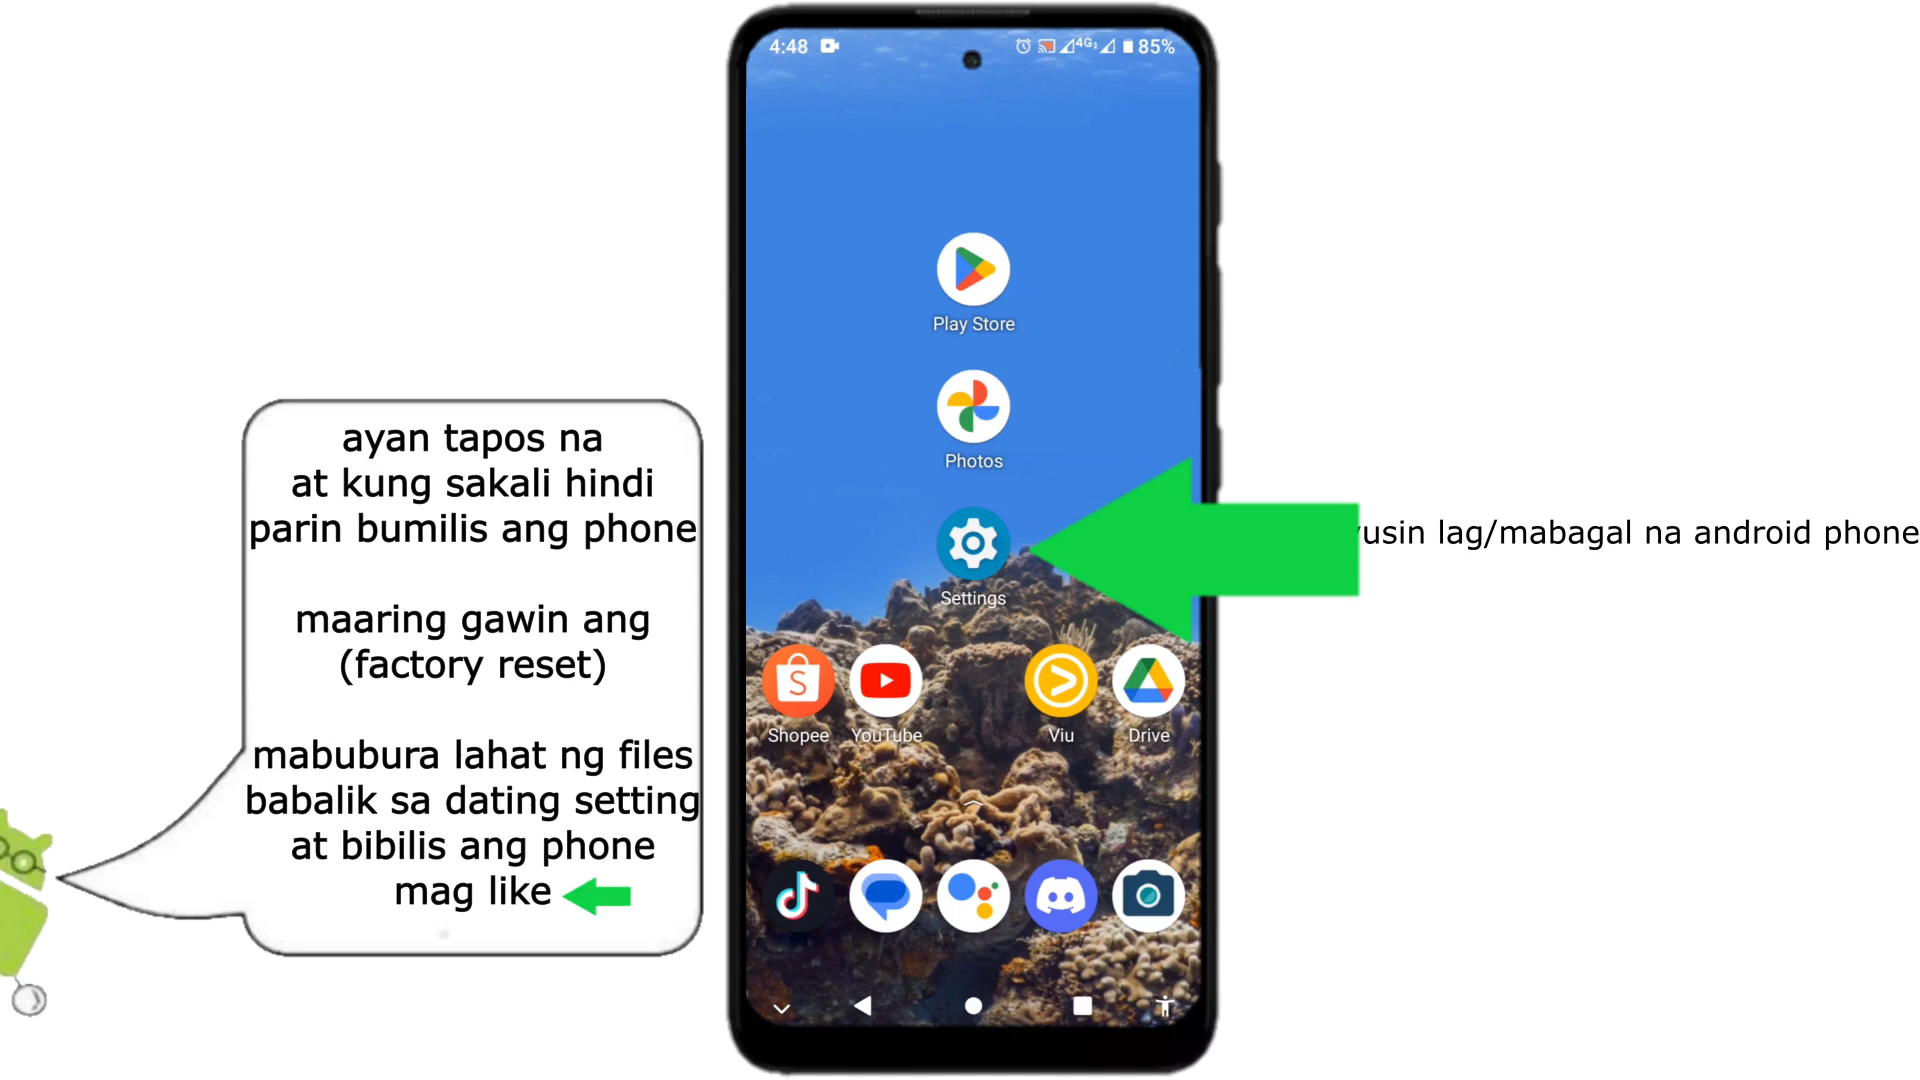 4:48
4G
85%
Play Store
Photos
Settings
Shopee
YouTube
Viu
Drive
ayan tapos na
at kung sakali hindi
parin bumilis ang phone
maaring gawin ang
(factory reset)
mabubura lahat ng files
babalik sa dating setting
at bibilis ang phone
mag like
lag/mabagal na android phone